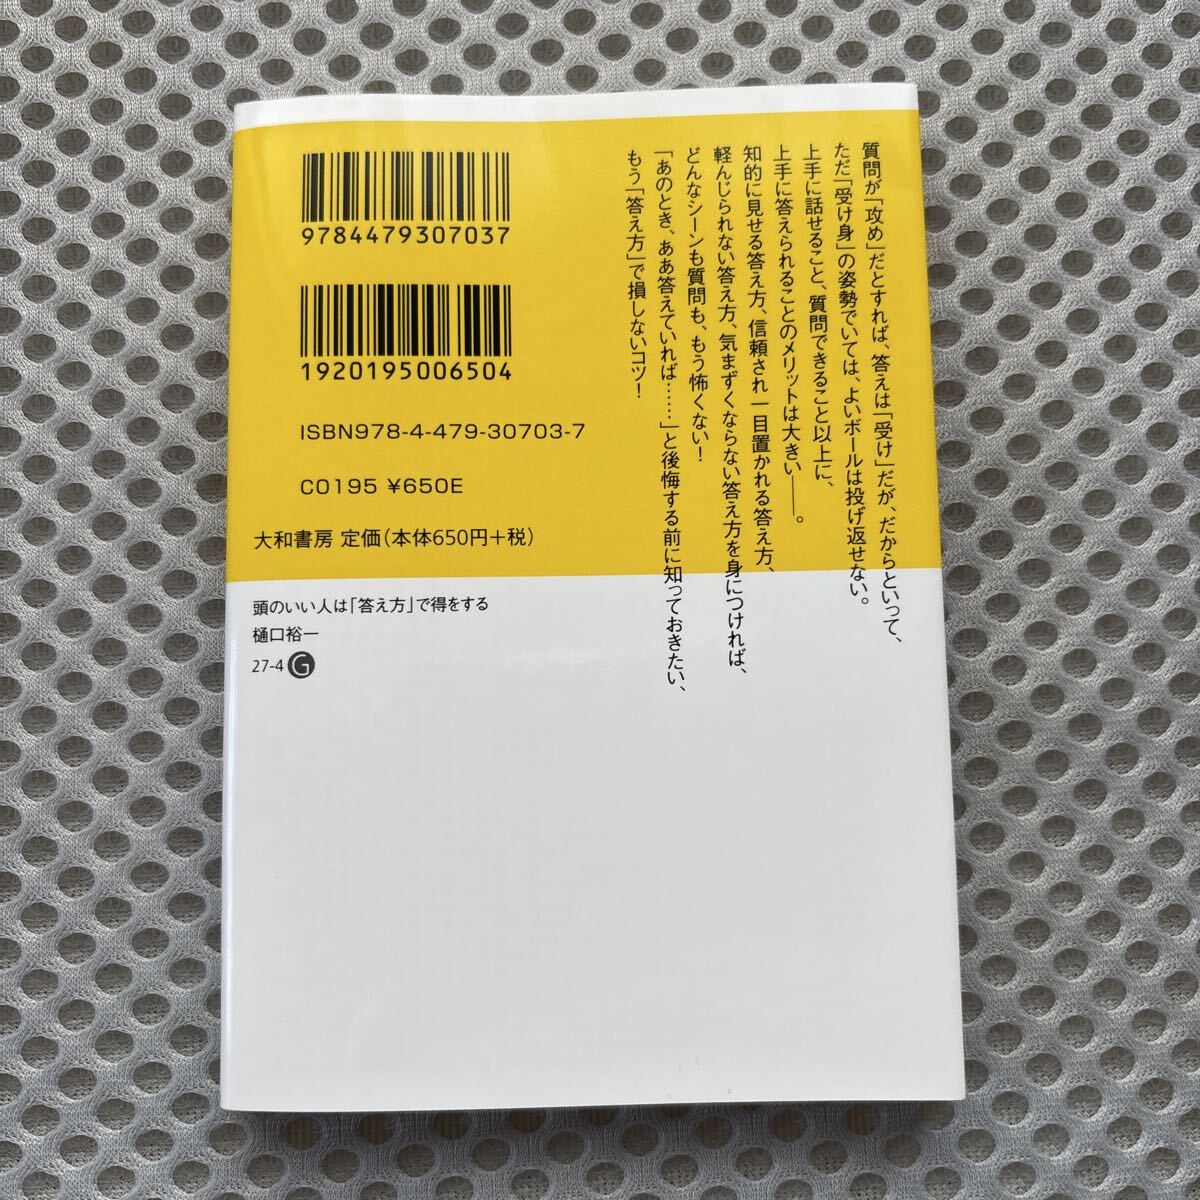 質問が「攻め」だとすれば、答えは「受け」だが、だからといって、
ただ「受け身」の姿勢でいては、よいボールは投げ返せない。
上手に話せること、質問できること以上に、
上手に答えられることのメリットは大きい——。
知的に見せる答え方、信頼され一目置かれる答え方、
軽んじられない答え方、気まずくならない答え方を身につければ、
どんなシーンも質問も、もう怖くない！
「あのとき、ああ答えていれば……」と後悔する前に知っておきたい、
もう「答え方」で損しないコツ！
9784479307037
1920195006504
ISBN978-4-479-30703-7
C0195 ¥650E
大和書房 定価(本体650円+税)
頭のいい人は「答え方」で得をする
樋口裕一
27-4 G